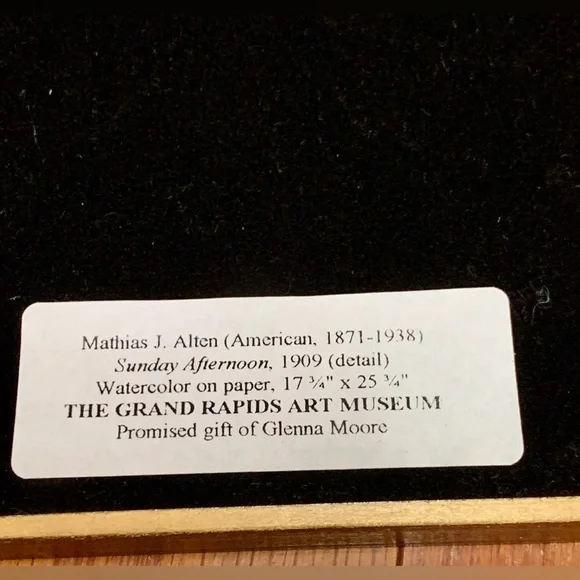 Mathias J. Alten (American, 1871-1938)
Sunday Afternoon, 1909 (detail)
Watercolor on paper, 17 ¾" x 25 ¾"
THE GRAND RAPIDS ART MUSEUM
Promised gift of Glenna Moore